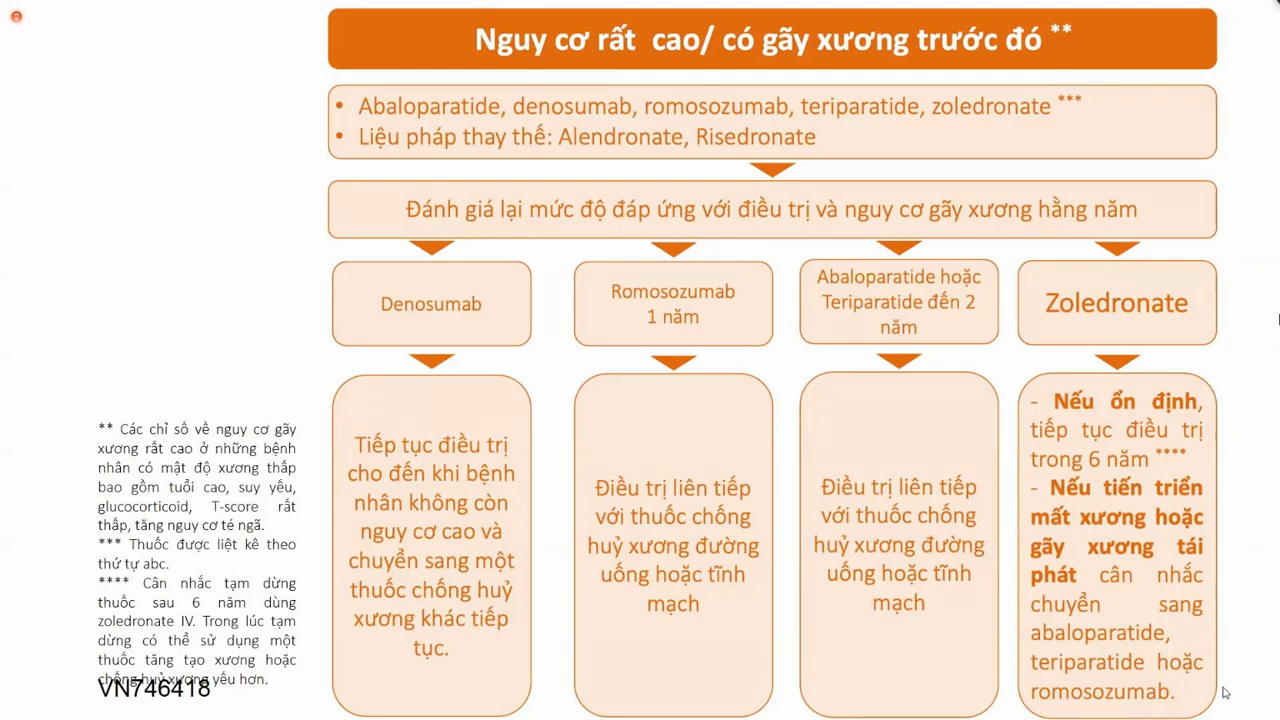 Nguy cơ rất cao/ có gãy xương trước đó **
• Abaloparatide, denosumab, romosozumab, teriparatide, zoledronate ***
• Liệu pháp thay thế: Alendronate, Risedronate
Đánh giá lại mức độ đáp ứng với điều trị và nguy cơ gãy xương hằng năm
Denosumab
Tiếp tục điều trị
cho đến khi bệnh
nhân không còn
nguy cơ cao và
chuyển sang một
thuốc chống huỷ
xương khác tiếp
tục.
Romosozumab
1 năm
Điều trị liên tiếp
với thuốc chống
huỷ xương đường
uống hoặc tĩnh
mạch
Abaloparatide hoặc
Teriparatide đến 2
năm
Điều trị liên tiếp
với thuốc chống
huỷ xương đường
uống hoặc tĩnh
mạch
Zoledronate
- Nếu ổn định,
tiếp tục điều trị
trong 6 năm ****
- Nếu tiến triển
mất xương hoặc
gãy xương tái
phát cân nhắc
chuyển sang
abaloparatide,
teriparatide hoặc
romosozumab.
** Các chỉ số về nguy cơ gãy
xương rất cao ở những bệnh
nhân có mật độ xương thấp
bao gồm tuổi cao, suy yếu,
glucocorticoid, T-score rất
thấp, tăng nguy cơ té ngã.
*** Thuốc được liệt kê theo
thứ tự abc.
**** Cân nhắc tạm dừng
thuốc sau 6 năm dùng
zoledronate IV. Trong lúc tạm
dừng có thể sử dụng một
thuốc tăng tạo xương hoặc
chống huỷ xương yếu hơn.
VN746418